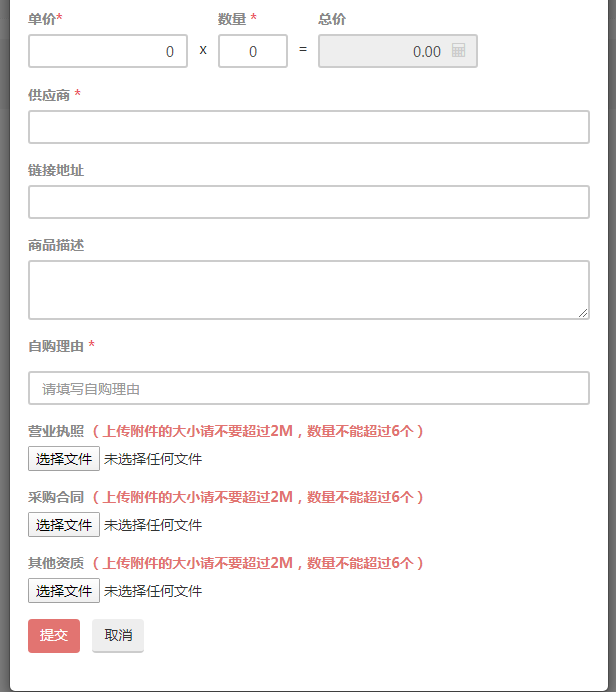 单价* 数量 * 总价
0 x 0 = 0.00
供应商 *
链接地址
商品描述
自购理由 *
请填写自购理由
营业执照（上传附件的大小请不要超过2M，数量不能超过6个）
选择文件 未选择任何文件
采购合同（上传附件的大小请不要超过2M，数量不能超过6个）
选择文件 未选择任何文件
其他资质（上传附件的大小请不要超过2M，数量不能超过6个）
选择文件 未选择任何文件
提交 取消